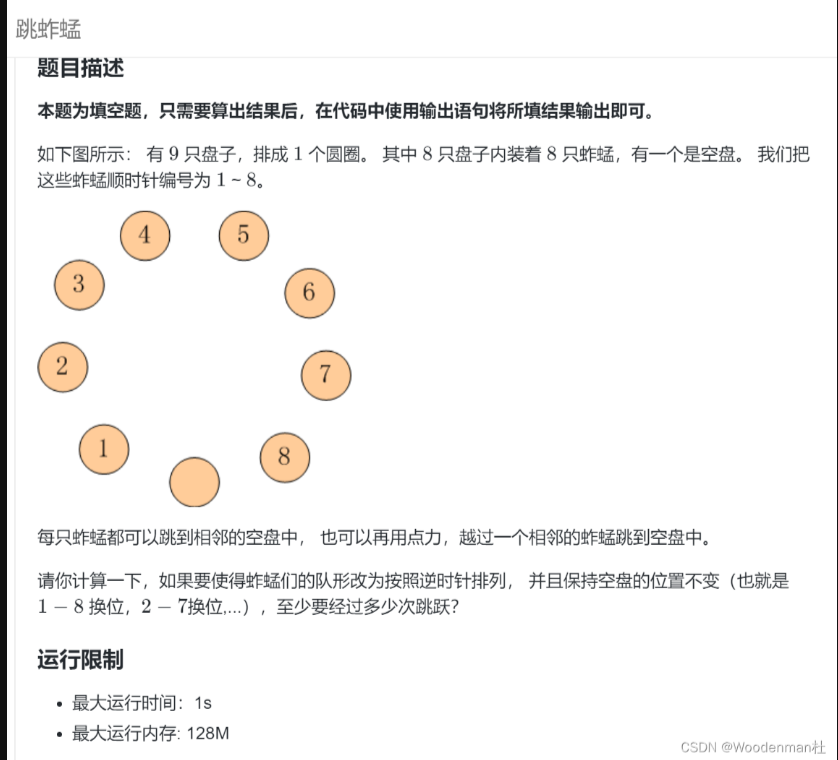 跳蚱蜢
题目描述
本题为填空题，只需要算出结果后，在代码中使用输出语句将所填结果输出即可。
如下图所示： 有 9 只盘子，排成 1 个圆圈。 其中 8 只盘子内装着 8 只蚱蜢，有一个是空盘。 我们把
这些蚱蜢顺时针编号为 1 ~ 8。
4
5
3
6
2
7
1
8
每只蚱蜢都可以跳到相邻的空盘中， 也可以再用点力，越过一个相邻的蚱蜢跳到空盘中。
请你计算一下，如果要使得蚱蜢们的队形改为按照逆时针排列， 并且保持空盘的位置不变（也就是
1 − 8 换位，2 − 7换位,...），至少要经过多少次跳跃？
运行限制
• 最大运行时间：1s
• 最大运行内存: 128M
CSDN @Woodenman杜